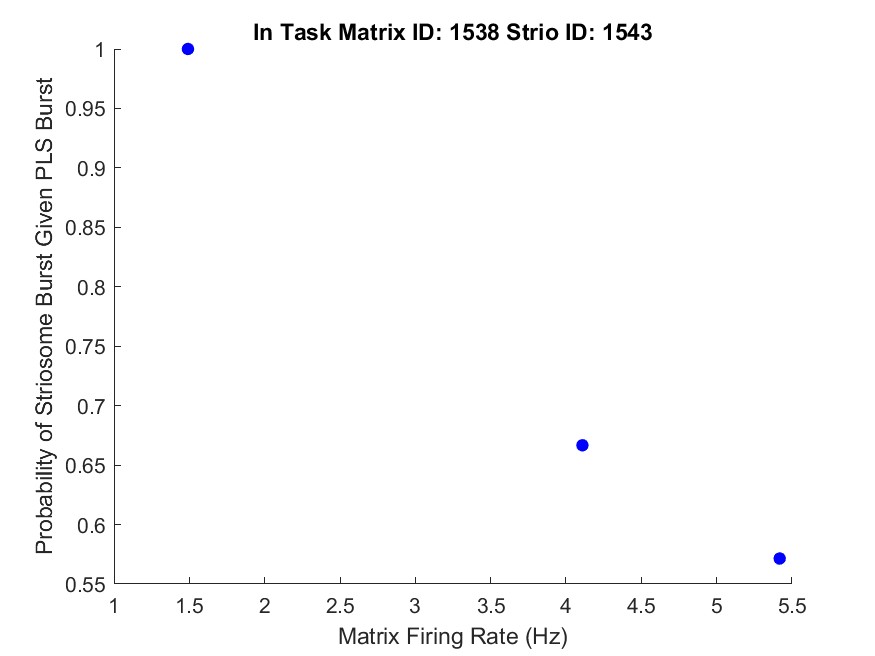 In Task Matrix ID: 1538 Strio ID: 1543
Probability of Striosome Burst Given PLS Burst
1
0.95
0.9
0.85
0.8
0.75
0.7
0.65
0.6
0.55
1 1.5 2 2.5 3 3.5 4 4.5 5 5.5
Matrix Firing Rate (Hz)